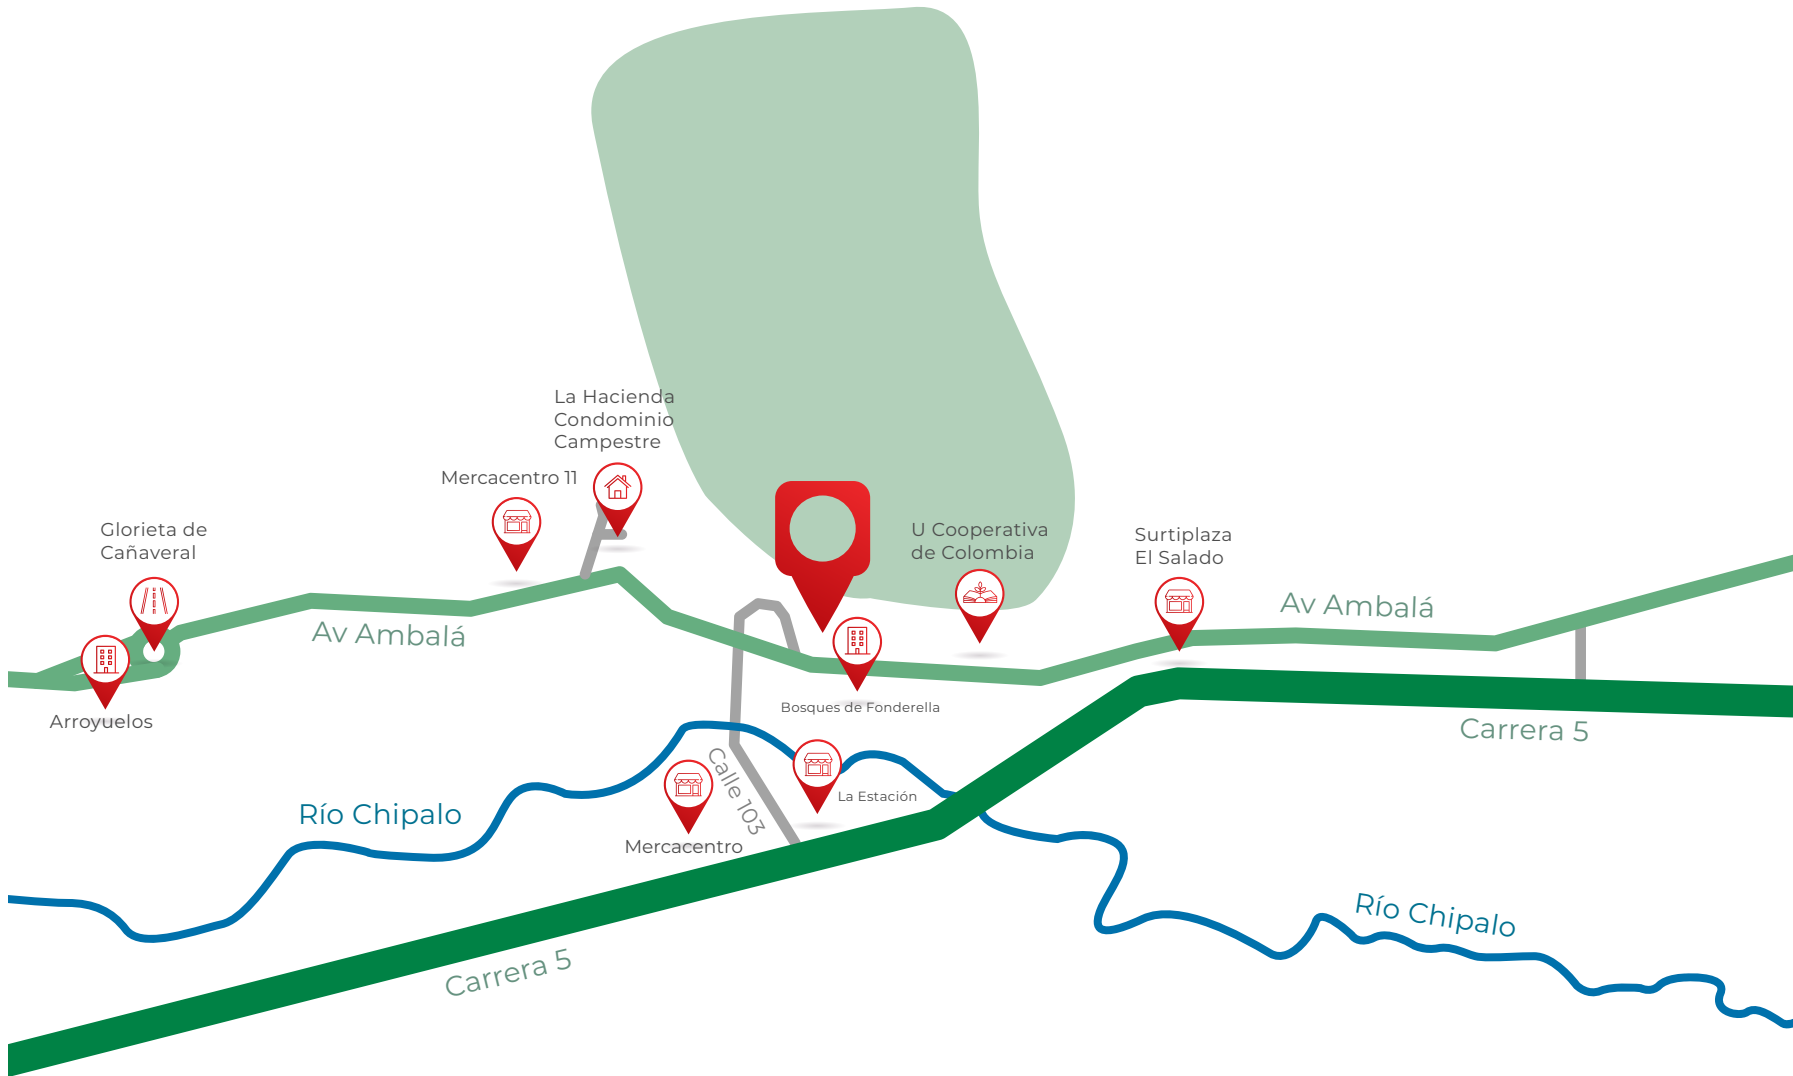 La Hacienda
Condominio
Campestre
Mercacentro 11
Glorieta de
Cañaveral
U Cooperativa
de Colombia
Surtiplaza
El Salado
Av Ambalá
Av Ambalá
Arroyuelos
Bosques de Fonderella
Carrera 5
Calle 103
La Estación
Río Chipalo
Mercacentro
Río Chipalo
Carrera 5